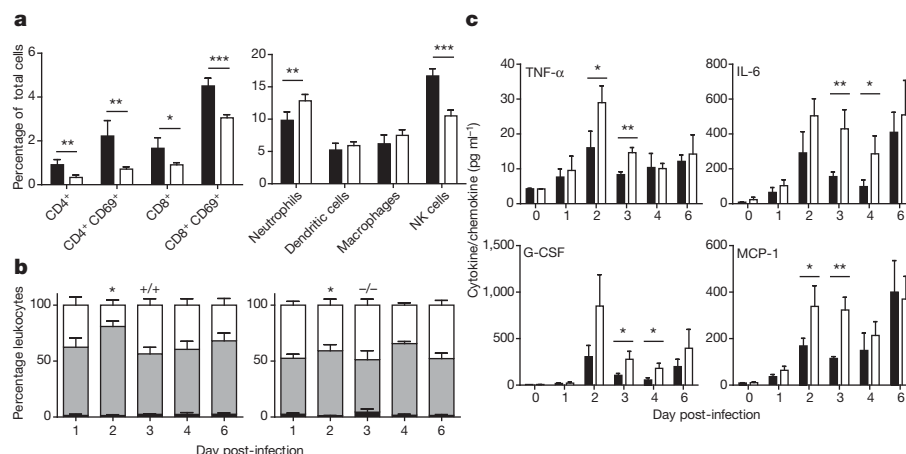 a
Percentage of total cells
6
4
2
0
** ** * ***
CD4+
CD4+ CD69+
CD8+
CD8+ CD69+
20
15
10
5
0
** ***
Neutrophils
Dendritic cells
Macrophages
NK cells
b
Percentage leukocytes
100
50
0
* +/+
1 2 3 4 6
100
50
0
* −/−
1 2 3 4 6
Day post-infection
c
Cytokine/chemokine (pg ml−1)
TNF-α
40
30
20
10
0
* **
0 1 2 3 4 6
IL-6
800
600
400
200
0
** *
0 1 2 3 4 6
G-CSF
1,500
1,000
500
0
* *
0 1 2 3 4 6
MCP-1
600
400
200
0
* **
0 1 2 3 4 6
Day post-infection